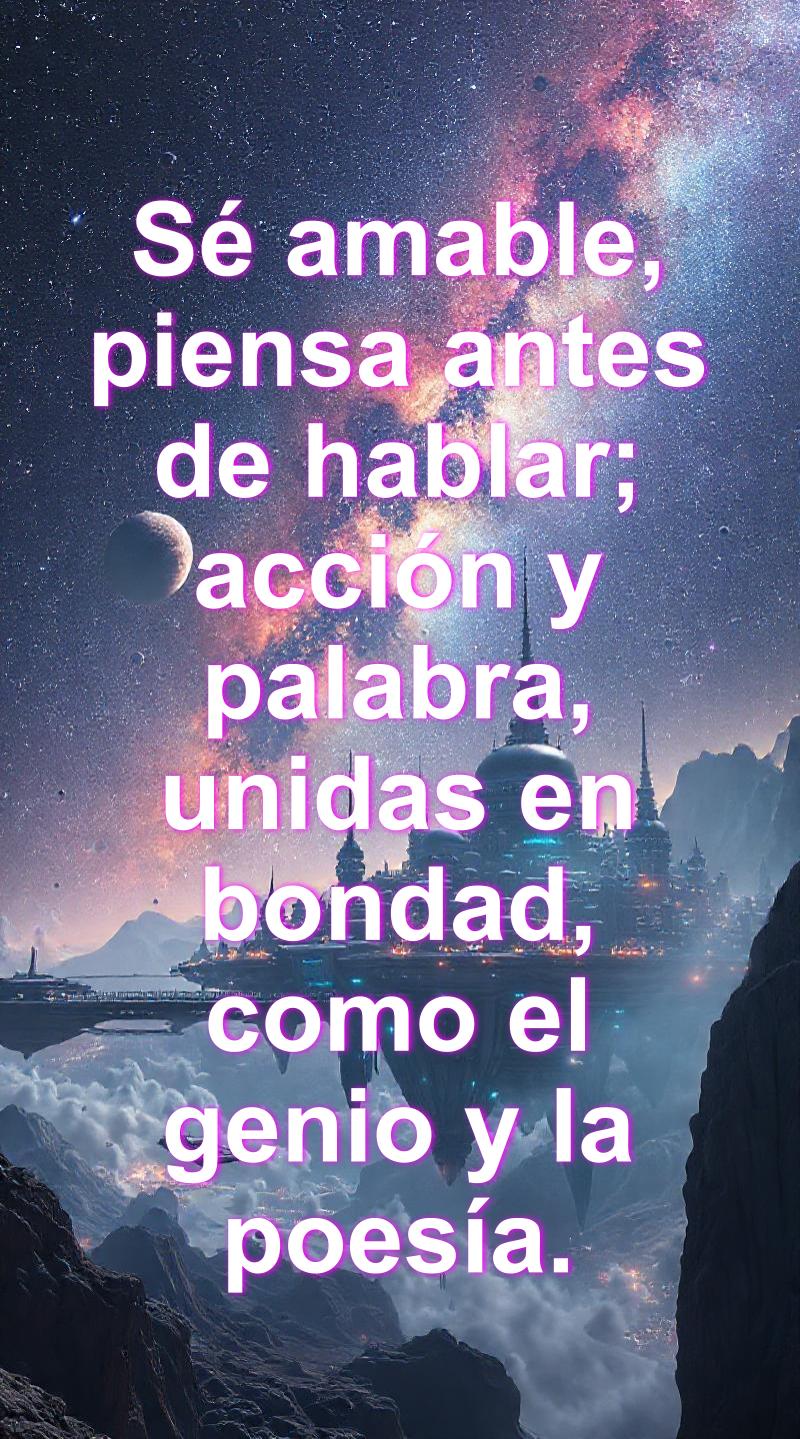 Sé amable,
piensa antes
de hablar;
acción y
palabra,
unidas en
bondad,
como el
genio y la
poesía.